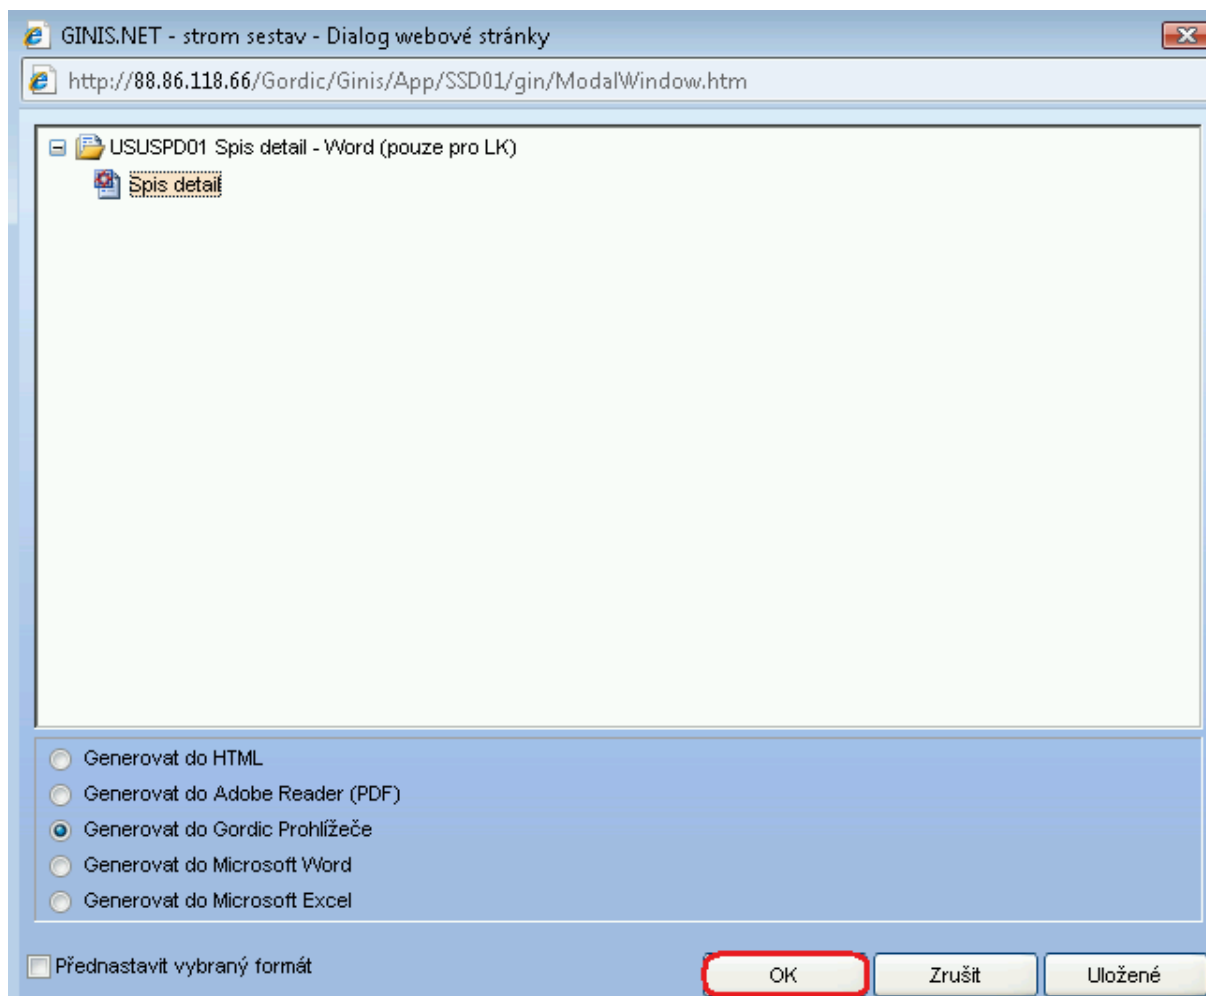 GINIS.NET - strom sestav - Dialog webové stránky
http://88.86.118.66/Gordic/Ginis/App/SSD01/gin/ModalWindow.htm
USUSPD01 Spis detail - Word (pouze pro LK)
Spis detail
Generovat do HTML
Generovat do Adobe Reader (PDF)
Generovat do Gordic Prohlížeče
Generovat do Microsoft Word
Generovat do Microsoft Excel
Přednastavit vybraný formát
OK
Zrušit
Uložené